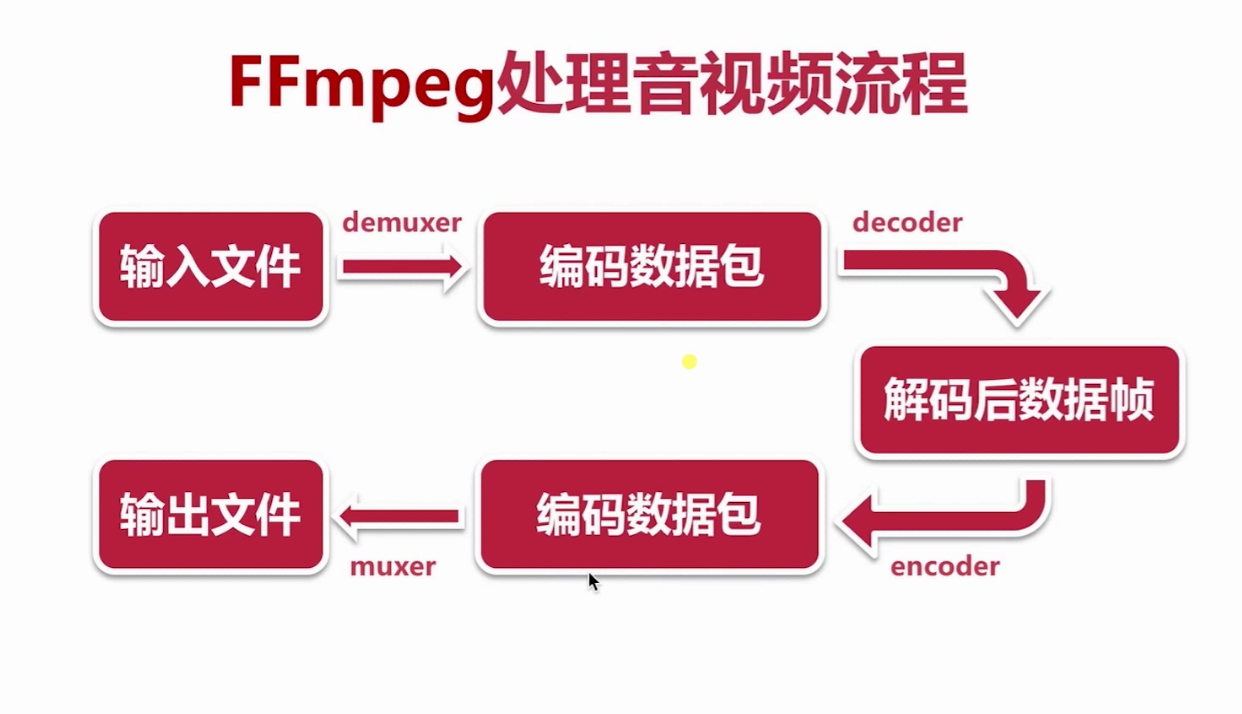 FFmpeg处理音视频流程
demuxer
decoder
输入文件
编码数据包
解码后数据帧
输出文件
编码数据包
muxer
encoder